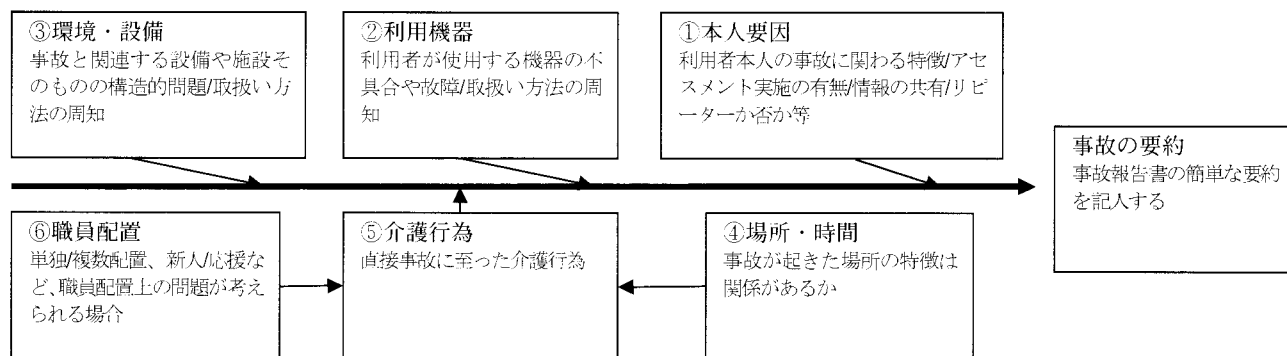 ③環境・設備
事故と関連する設備や施設そ
のものの構造的問題/取扱い方
法の周知
②利用機器
利用者が使用する機器の不
具合や故障/取扱い方法の周
知
①本人要因
利用者本人の事故に関わる特徴/アセ
スメント実施の有無/情報の共有/リピ
ーターか否か等
事故の要約
事故報告書の簡単な要約
を記入する
⑥職員配置
単独/複数配置、新人/応援な
ど、職員配置上の問題が考え
られる場合
⑤介護行為
直接事故に至った介護行為
④場所・時間
事故が起きた場所の特徴は
関係があるか